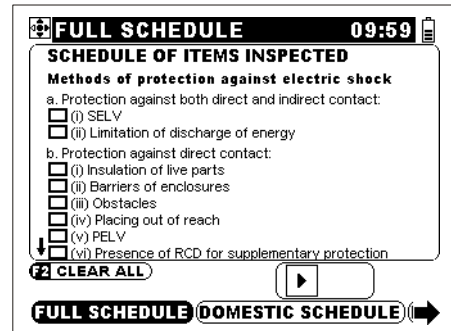 FULL SCHEDULE 09:59
SCHEDULE OF ITEMS INSPECTED
Methods of protection against electric shock
a. Protection against both direct and indirect contact:
(i) SELV
(ii) Limitation of discharge of energy
b. Protection against direct contact:
(i) Insulation of live parts
(ii) Barriers of enclosures
(iii) Obstacles
(iv) Placing out of reach
(v) PELV
(vi) Presence of RCD for supplementary protection
F2 CLEAR ALL
FULL SCHEDULE DOMESTIC SCHEDULE